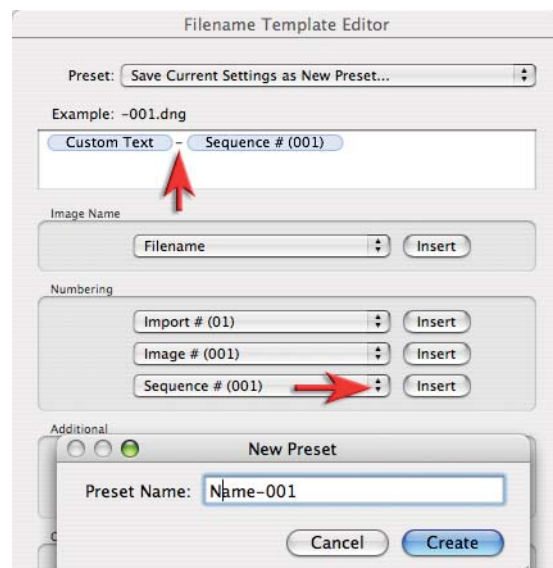 Filename Template Editor
Preset: Save Current Settings as New Preset...
Example: -001.dng
Custom Text - Sequence # (001)
Image Name
Filename Insert
Numbering
Import # (01) Insert
Image # (001) Insert
Sequence # (001) Insert
Additional
New Preset
Preset Name: Name-001
Cancel Create